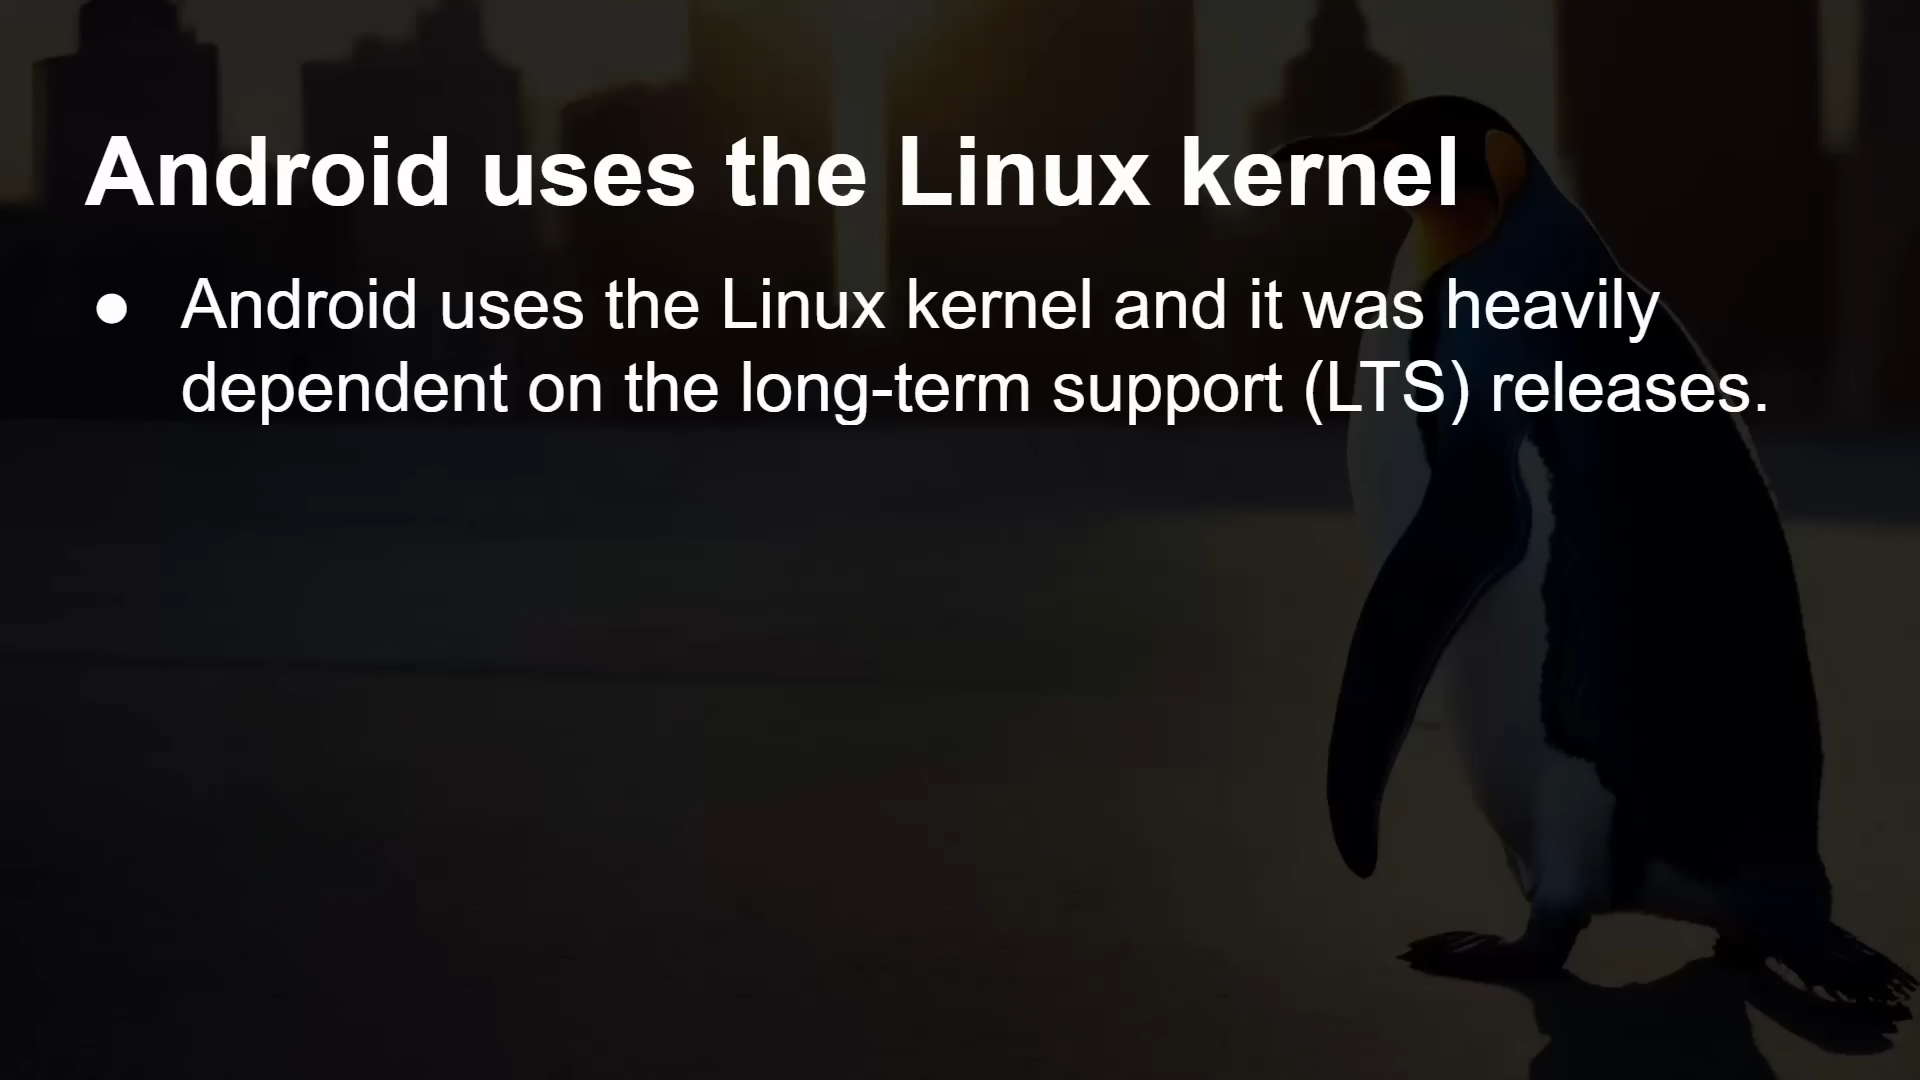 Android uses the Linux kernel
● Android uses the Linux kernel and it was heavily
dependent on the long-term support (LTS) releases.